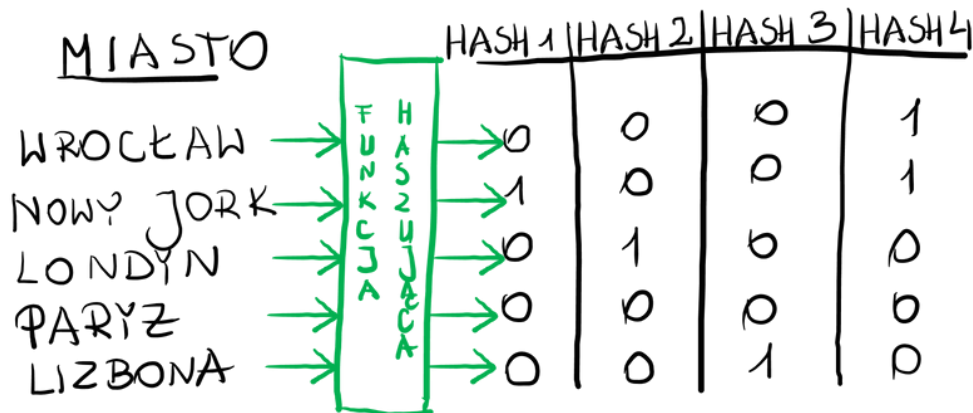 MIASTO
HASH 1 HASH 2 HASH 3 HASH 4
FUNKCJA
HASZUJĄCA
WROCŁAW 0 0 0 1
NOWY JORK 1 0 0 1
LONDYN 0 1 0 0
PARYŻ 0 0 0 0
LIZBONA 0 0 1 0